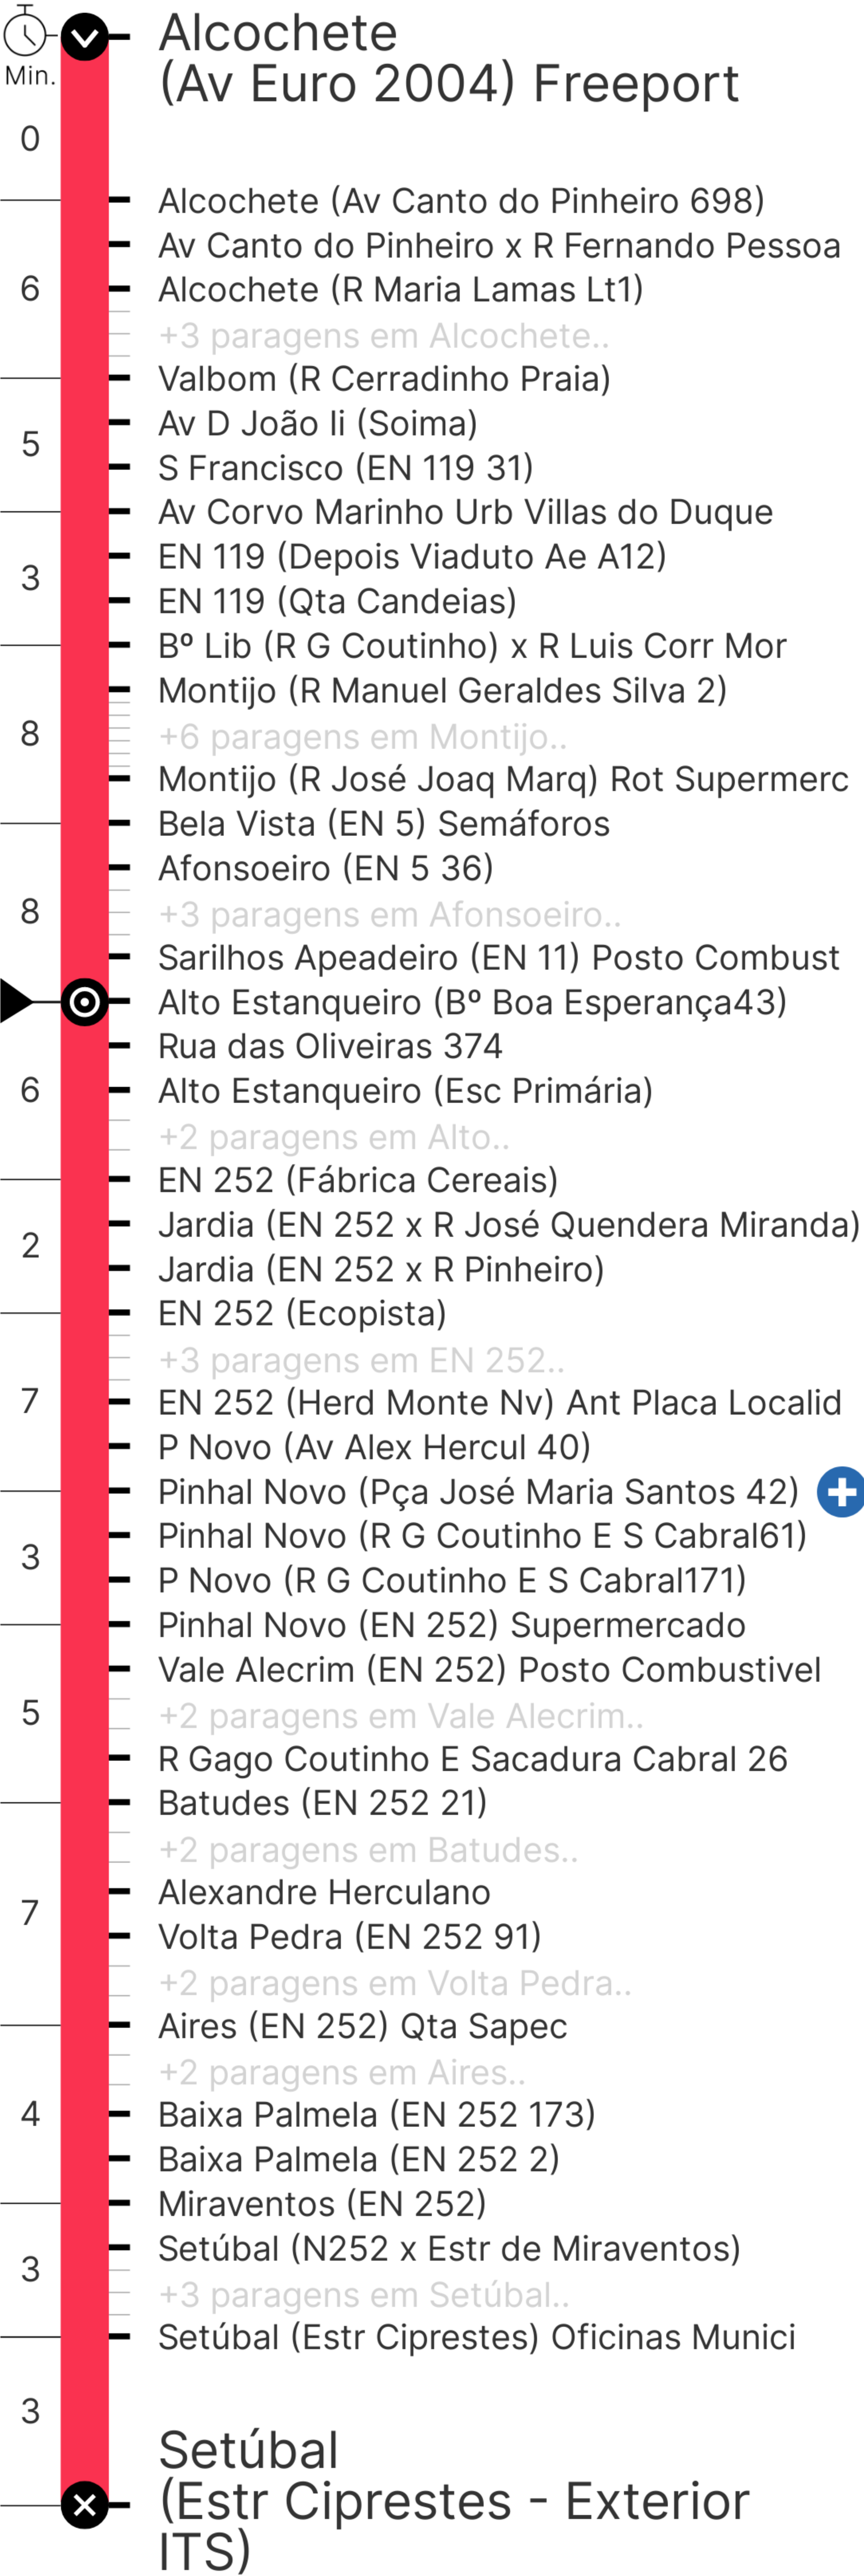 Alcochete
(Av Euro 2004) Freeport
Min.
0
Alcochete (Av Canto do Pinheiro 698)
Av Canto do Pinheiro x R Fernando Pessoa
6
Alcochete (R Maria Lamas Lt1)
+3 paragens em Alcochete..
Valbom (R Cerradinho Praia)
Av D João Ii (Soima)
5
S Francisco (EN 119 31)
Av Corvo Marinho Urb Villas do Duque
EN 119 (Depois Viaduto Ae A12)
3
EN 119 (Qta Candeias)
Bº Lib (R G Coutinho) x R Luis Corr Mor
Montijo (R Manuel Geraldes Silva 2)
8
+6 paragens em Montijo..
Montijo (R José Joaq Marq) Rot Supermerc
Bela Vista (EN 5) Semáforos
Afonsoeiro (EN 5 36)
8
+3 paragens em Afonsoeiro..
Sarilhos Apeadeiro (EN 11) Posto Combust
Alto Estanqueiro (Bº Boa Esperança43)
Rua das Oliveiras 374
6
Alto Estanqueiro (Esc Primária)
+2 paragens em Alto..
EN 252 (Fábrica Cereais)
Jardia (EN 252 x R José Quendera Miranda)
2
Jardia (EN 252 x R Pinheiro)
EN 252 (Ecopista)
+3 paragens em EN 252..
7
EN 252 (Herd Monte Nv) Ant Placa Localid
P Novo (Av Alex Hercul 40)
Pinhal Novo (Pça José Maria Santos 42)
Pinhal Novo (R G Coutinho E S Cabral61)
3
P Novo (R G Coutinho E S Cabral171)
Pinhal Novo (EN 252) Supermercado
Vale Alecrim (EN 252) Posto Combustivel
5
+2 paragens em Vale Alecrim..
R Gago Coutinho E Sacadura Cabral 26
Batudes (EN 252 21)
+2 paragens em Batudes..
Alexandre Herculano
7
Volta Pedra (EN 252 91)
+2 paragens em Volta Pedra..
Aires (EN 252) Qta Sapec
+2 paragens em Aires..
4
Baixa Palmela (EN 252 173)
Baixa Palmela (EN 252 2)
Miraventos (EN 252)
Setúbal (N252 x Estr de Miraventos)
3
+3 paragens em Setúbal..
Setúbal (Estr Ciprestes) Oficinas Munici
3
Setúbal
(Estr Ciprestes - Exterior
ITS)